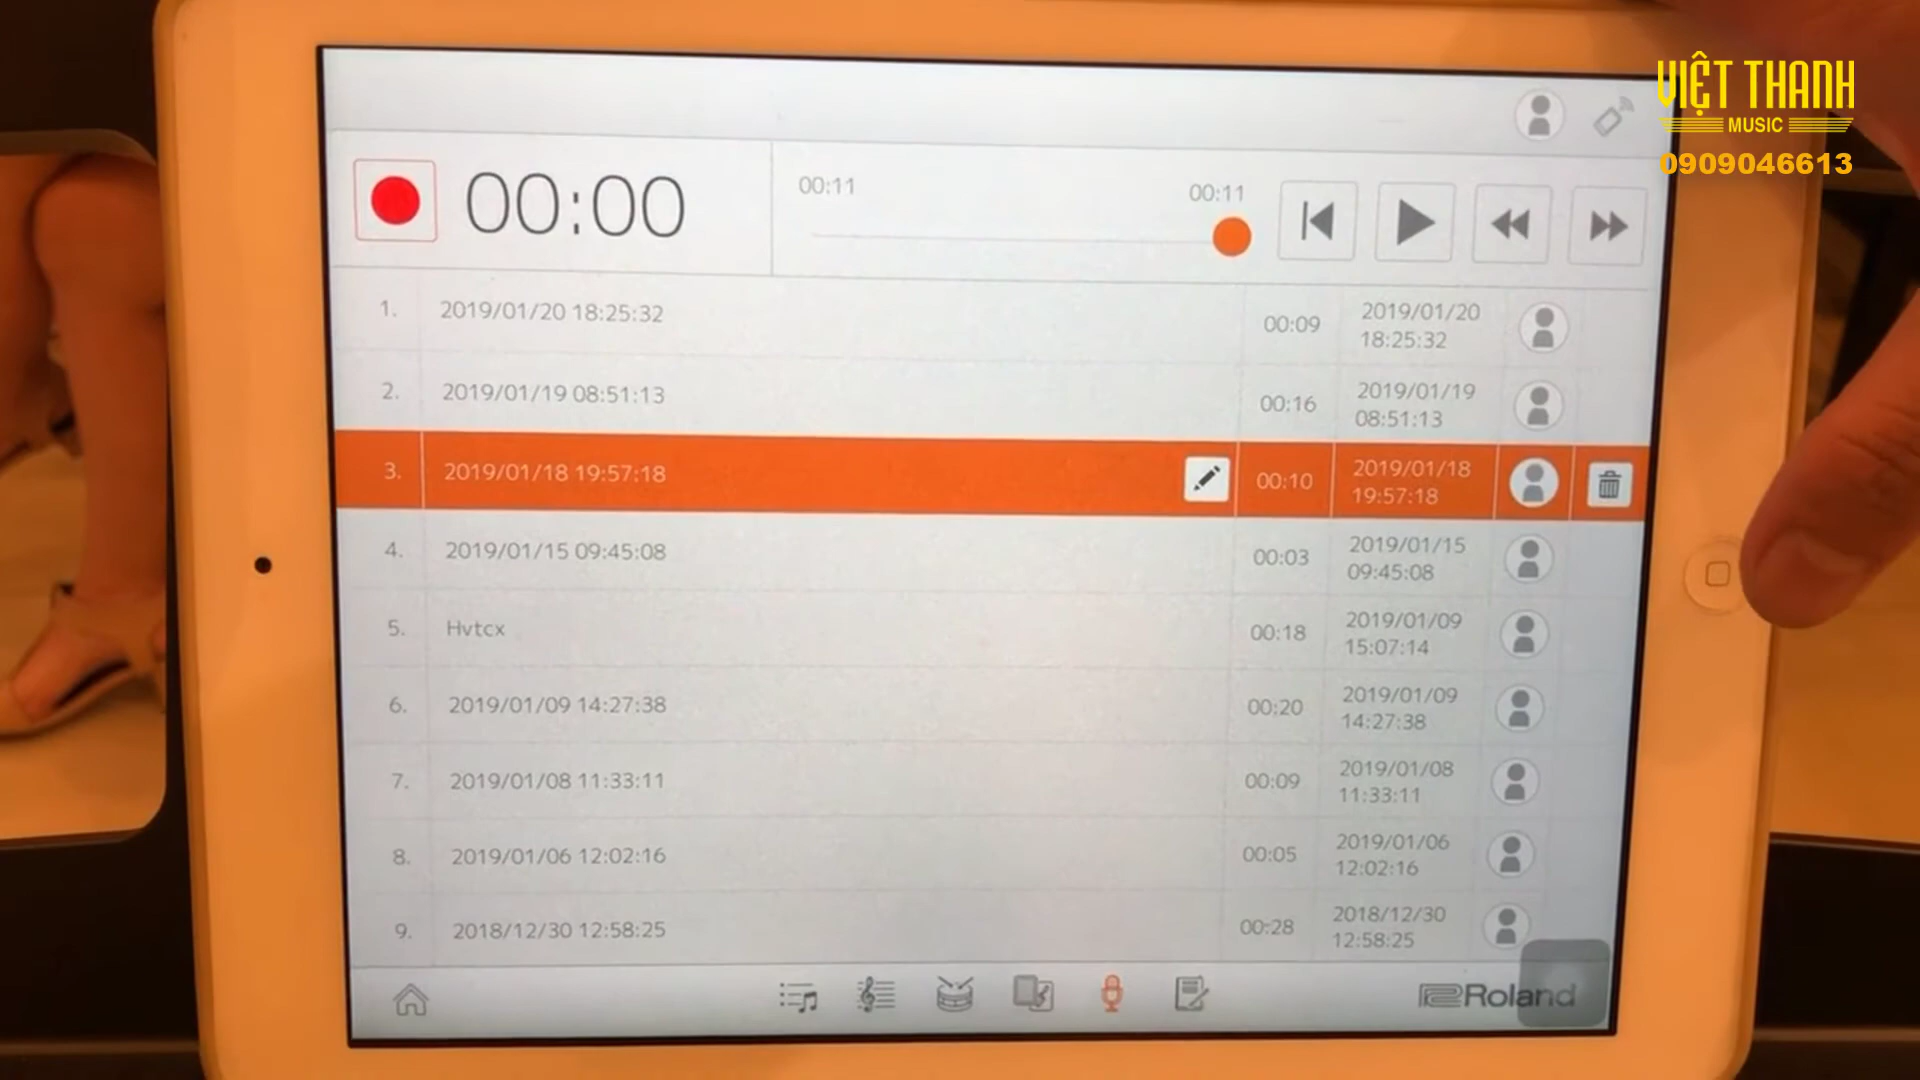 VIỆT THANH
MUSIC
0909046613
00:00
00:11
00:11
1. 2019/01/20 18:25:32 00:09 2019/01/20
18:25:32
2. 2019/01/19 08:51:13 00:16 2019/01/19
08:51:13
3. 2019/01/18 19:57:18 00:10 2019/01/18
19:57:18
4. 2019/01/15 09:45:08 00:03 2019/01/15
09:45:08
5. Hvtcx 00:18 2019/01/09
15:07:14
6. 2019/01/09 14:27:38 00:20 2019/01/09
14:27:38
7. 2019/01/08 11:33:11 00:09 2019/01/08
11:33:11
8. 2019/01/06 12:02:16 00:05 2019/01/06
12:02:16
9. 2018/12/30 12:58:25 00:28 2018/12/30
12:58:25
Roland